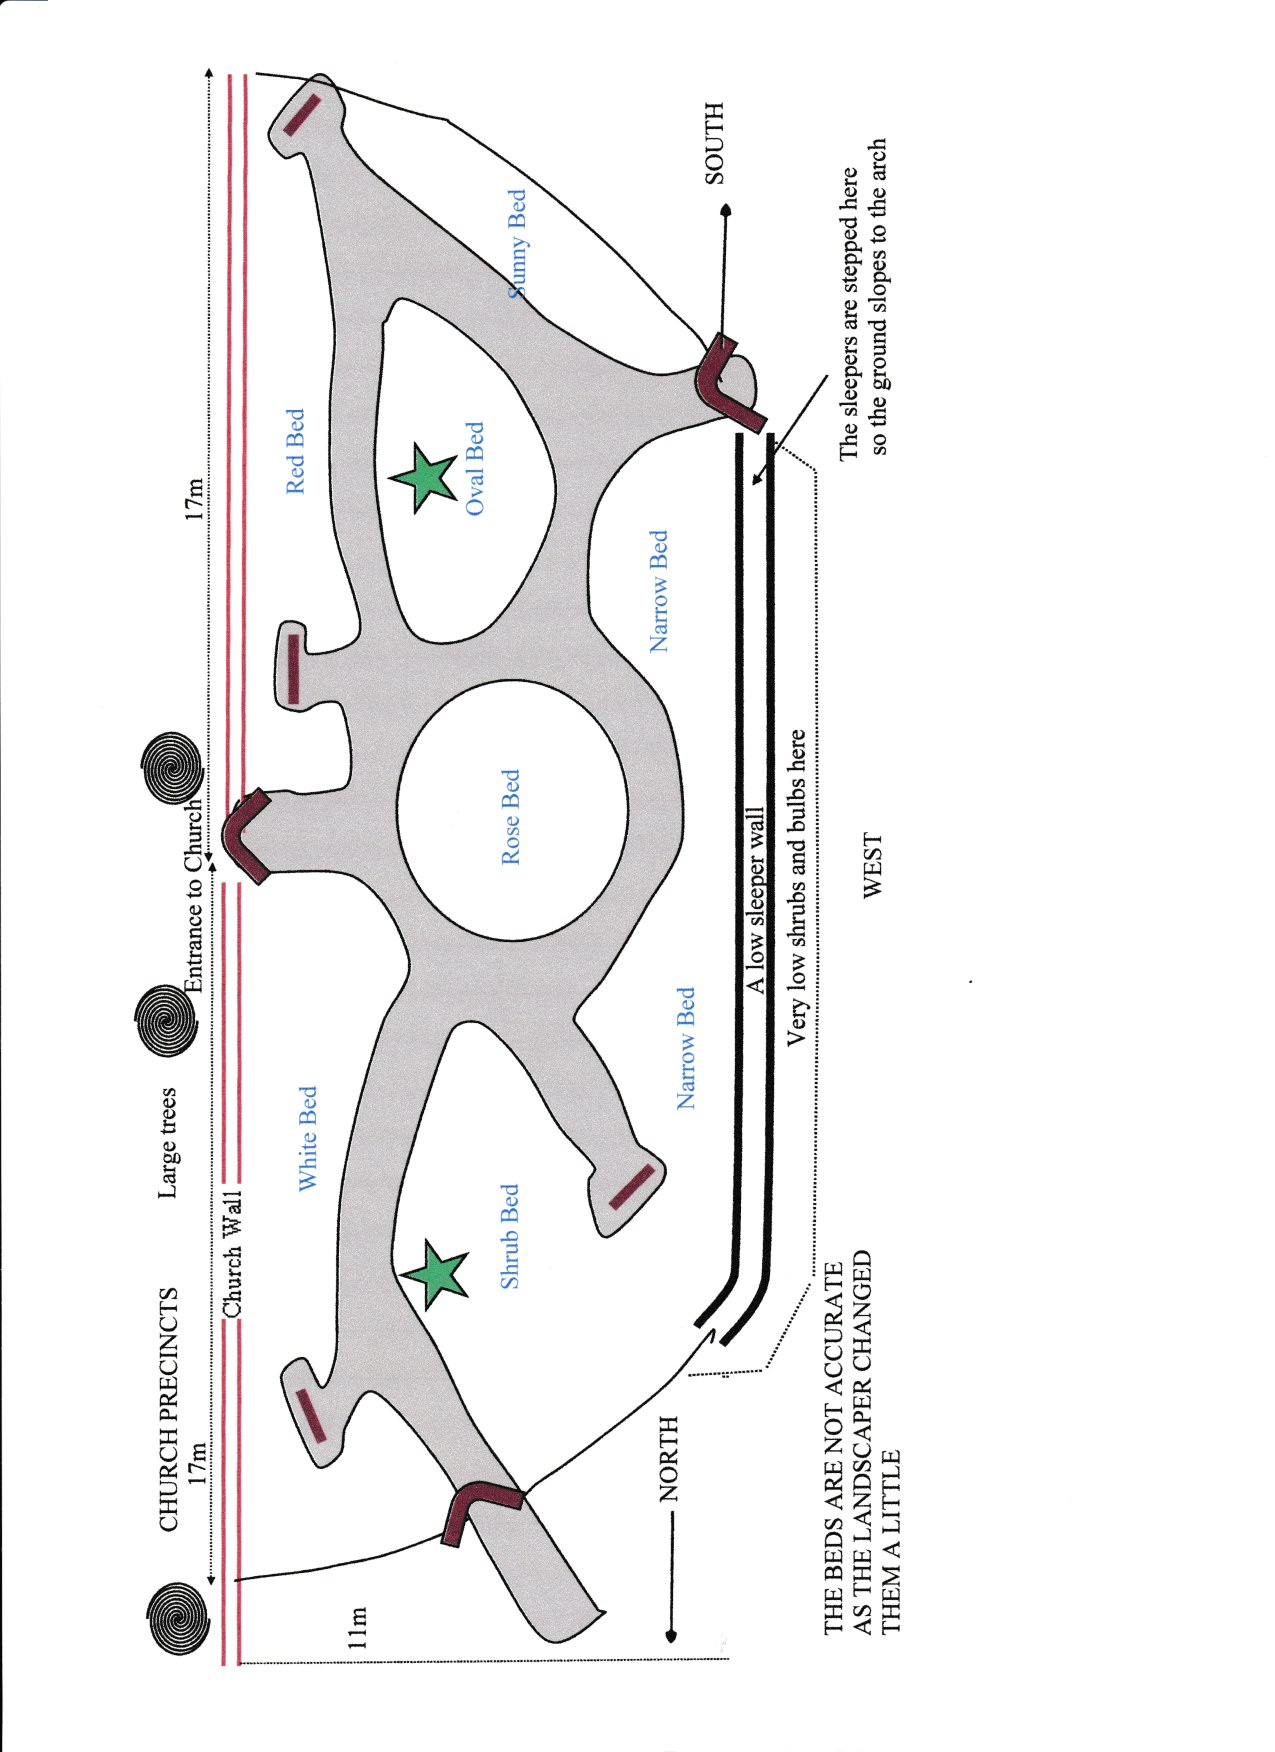 CHURCH PRECINCTS
Large trees
Entrance to Church
17m
17m
Church Wall
White Bed
Red Bed
11m
Shrub Bed
Rose Bed
Oval Bed
Sunny Bed
Narrow Bed
Narrow Bed
NORTH
SOUTH
A low sleeper wall
Very low shrubs and bulbs here
The sleepers are stepped here
so the ground slopes to the arch
WEST
THE BEDS ARE NOT ACCURATE
AS THE LANDSCAPER CHANGED
THEM A LITTLE